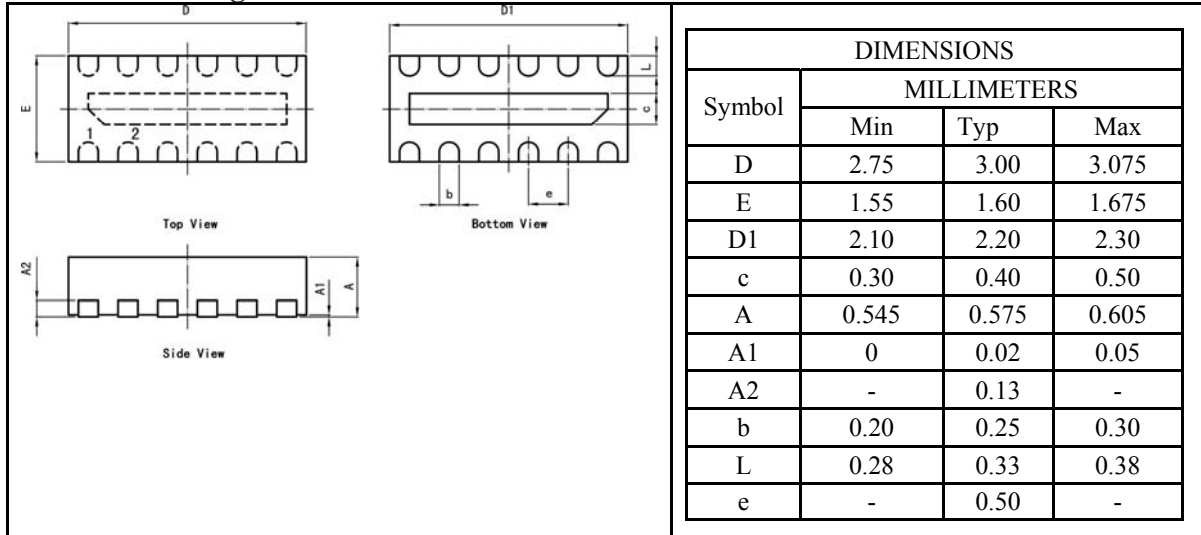 D
D1
E
1 2
L
c
b
e
Top View
Bottom View
A2
A1
A
Side View
DIMENSIONS
Symbol
MILLIMETERS
Min Typ Max
D 2.75 3.00 3.075
E 1.55 1.60 1.675
D1 2.10 2.20 2.30
c 0.30 0.40 0.50
A 0.545 0.575 0.605
A1 0 0.02 0.05
A2 - 0.13 -
b 0.20 0.25 0.30
L 0.28 0.33 0.38
e - 0.50 -